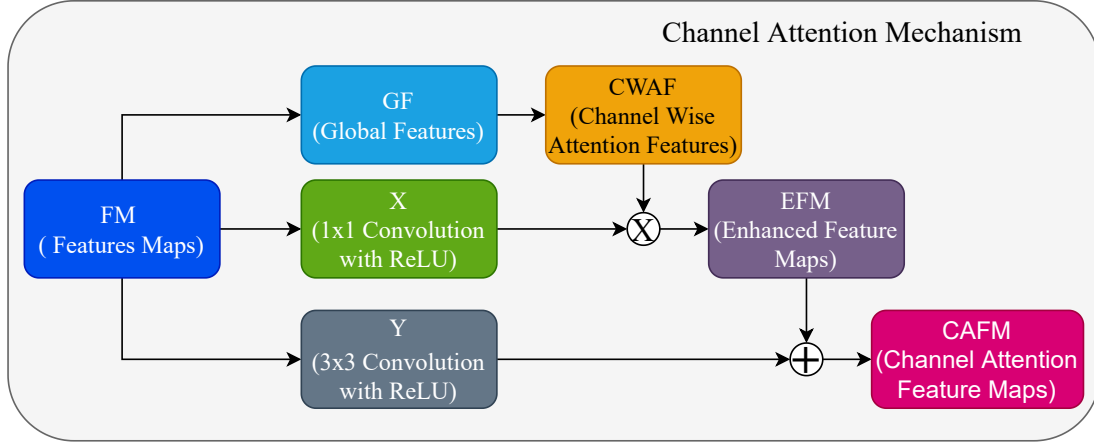 Channel Attention Mechanism
GF
(Global Features)
CWAF
(Channel Wise
Attention Features)
FM
( Features Maps)
X
(1x1 Convolution
with ReLU)
X
EFM
(Enhanced Feature
Maps)
Y
(3x3 Convolution
with ReLU)
+
CAFM
(Channel Attention
Feature Maps)